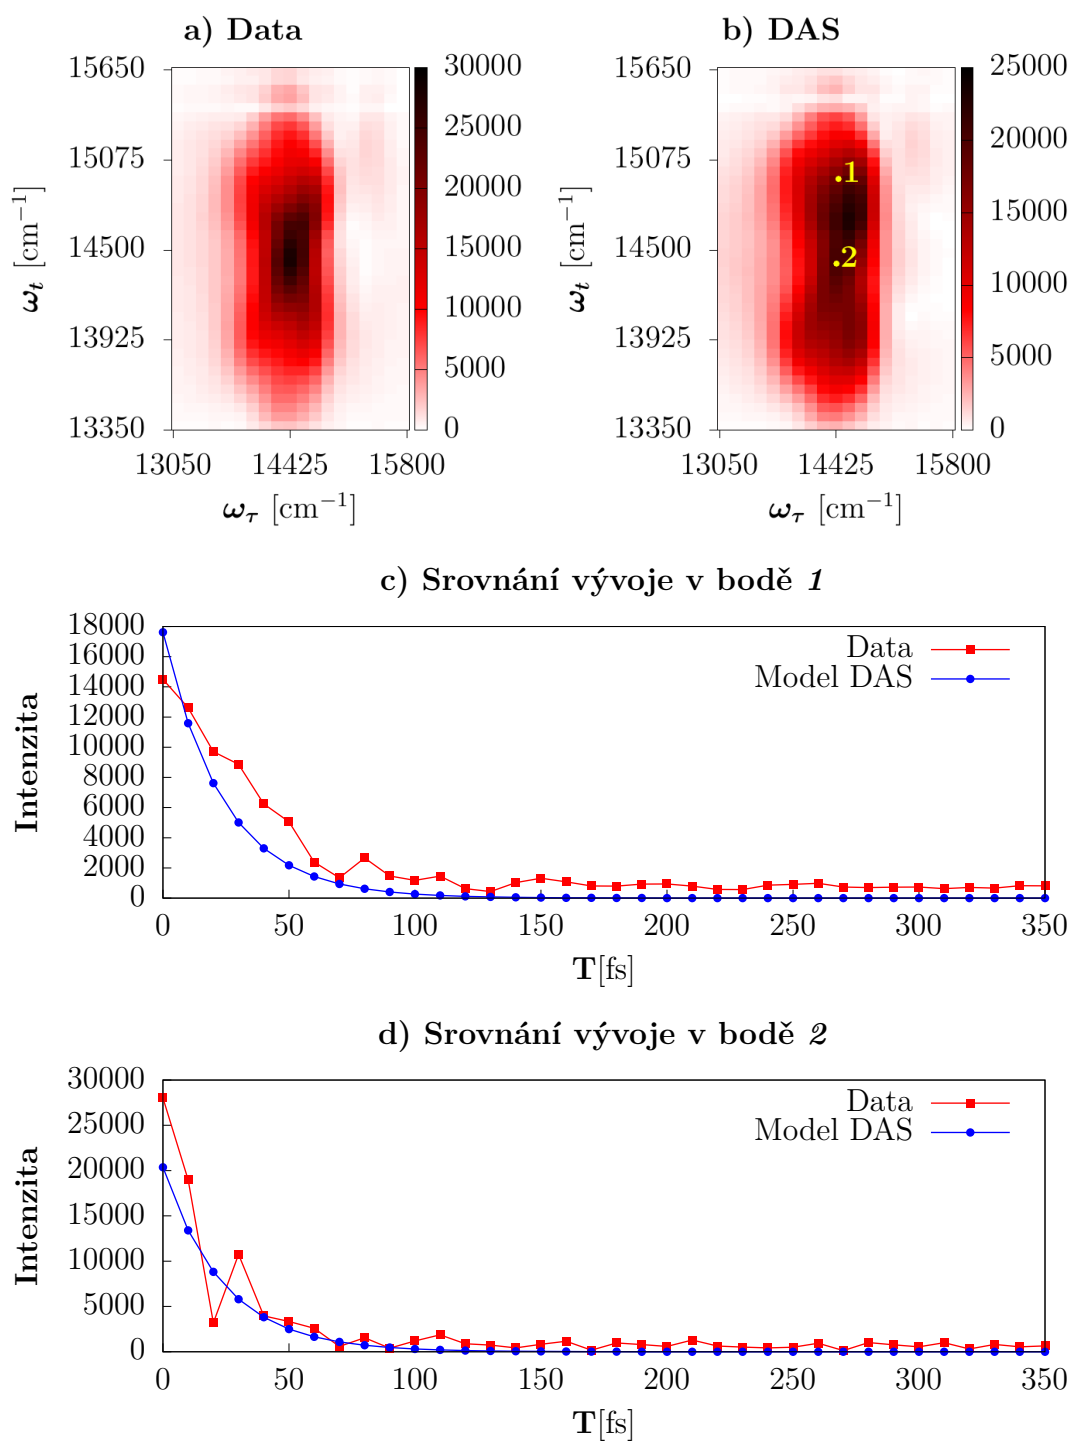 a) Data
15650
15075
14500
13925
13350
ω_t [cm⁻¹]
13050 14425 15800
ω_τ [cm⁻¹]
30000
25000
20000
15000
10000
5000
0
b) DAS
15650
15075
14500
13925
13350
ω_t [cm⁻¹]
.1
.2
13050 14425 15800
ω_τ [cm⁻¹]
25000
20000
15000
10000
5000
0
c) Srovnání vývoje v bodě 1
Intenzita
18000
16000
14000
12000
10000
8000
6000
4000
2000
0
Data
Model DAS
0 50 100 150 200 250 300 350
T[fs]
d) Srovnání vývoje v bodě 2
Intenzita
30000
25000
20000
15000
10000
5000
0
Data
Model DAS
0 50 100 150 200 250 300 350
T[fs]